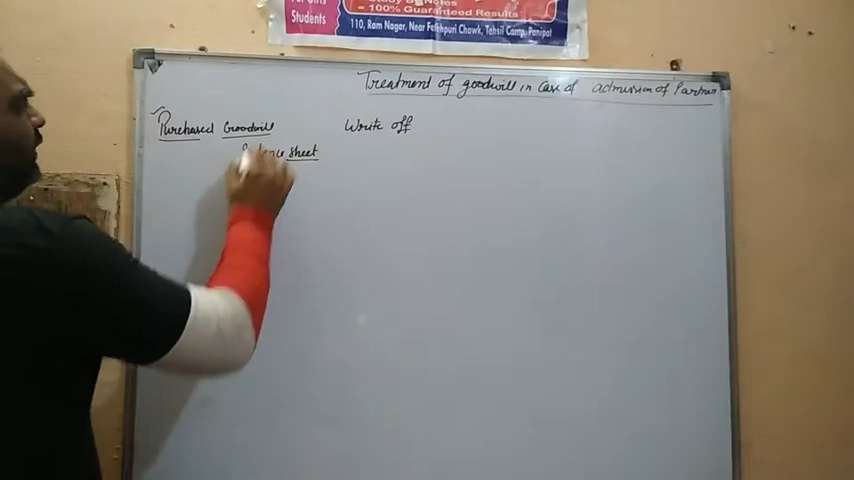 Students
100% Guaranteed Results
110, Ram Nagar, Near Fatehpuri Chowk, Tehsil Camp, Panipat
Treatment of goodwill in Case of admission of Partner
Purchased Goodwill Write off
Sheet